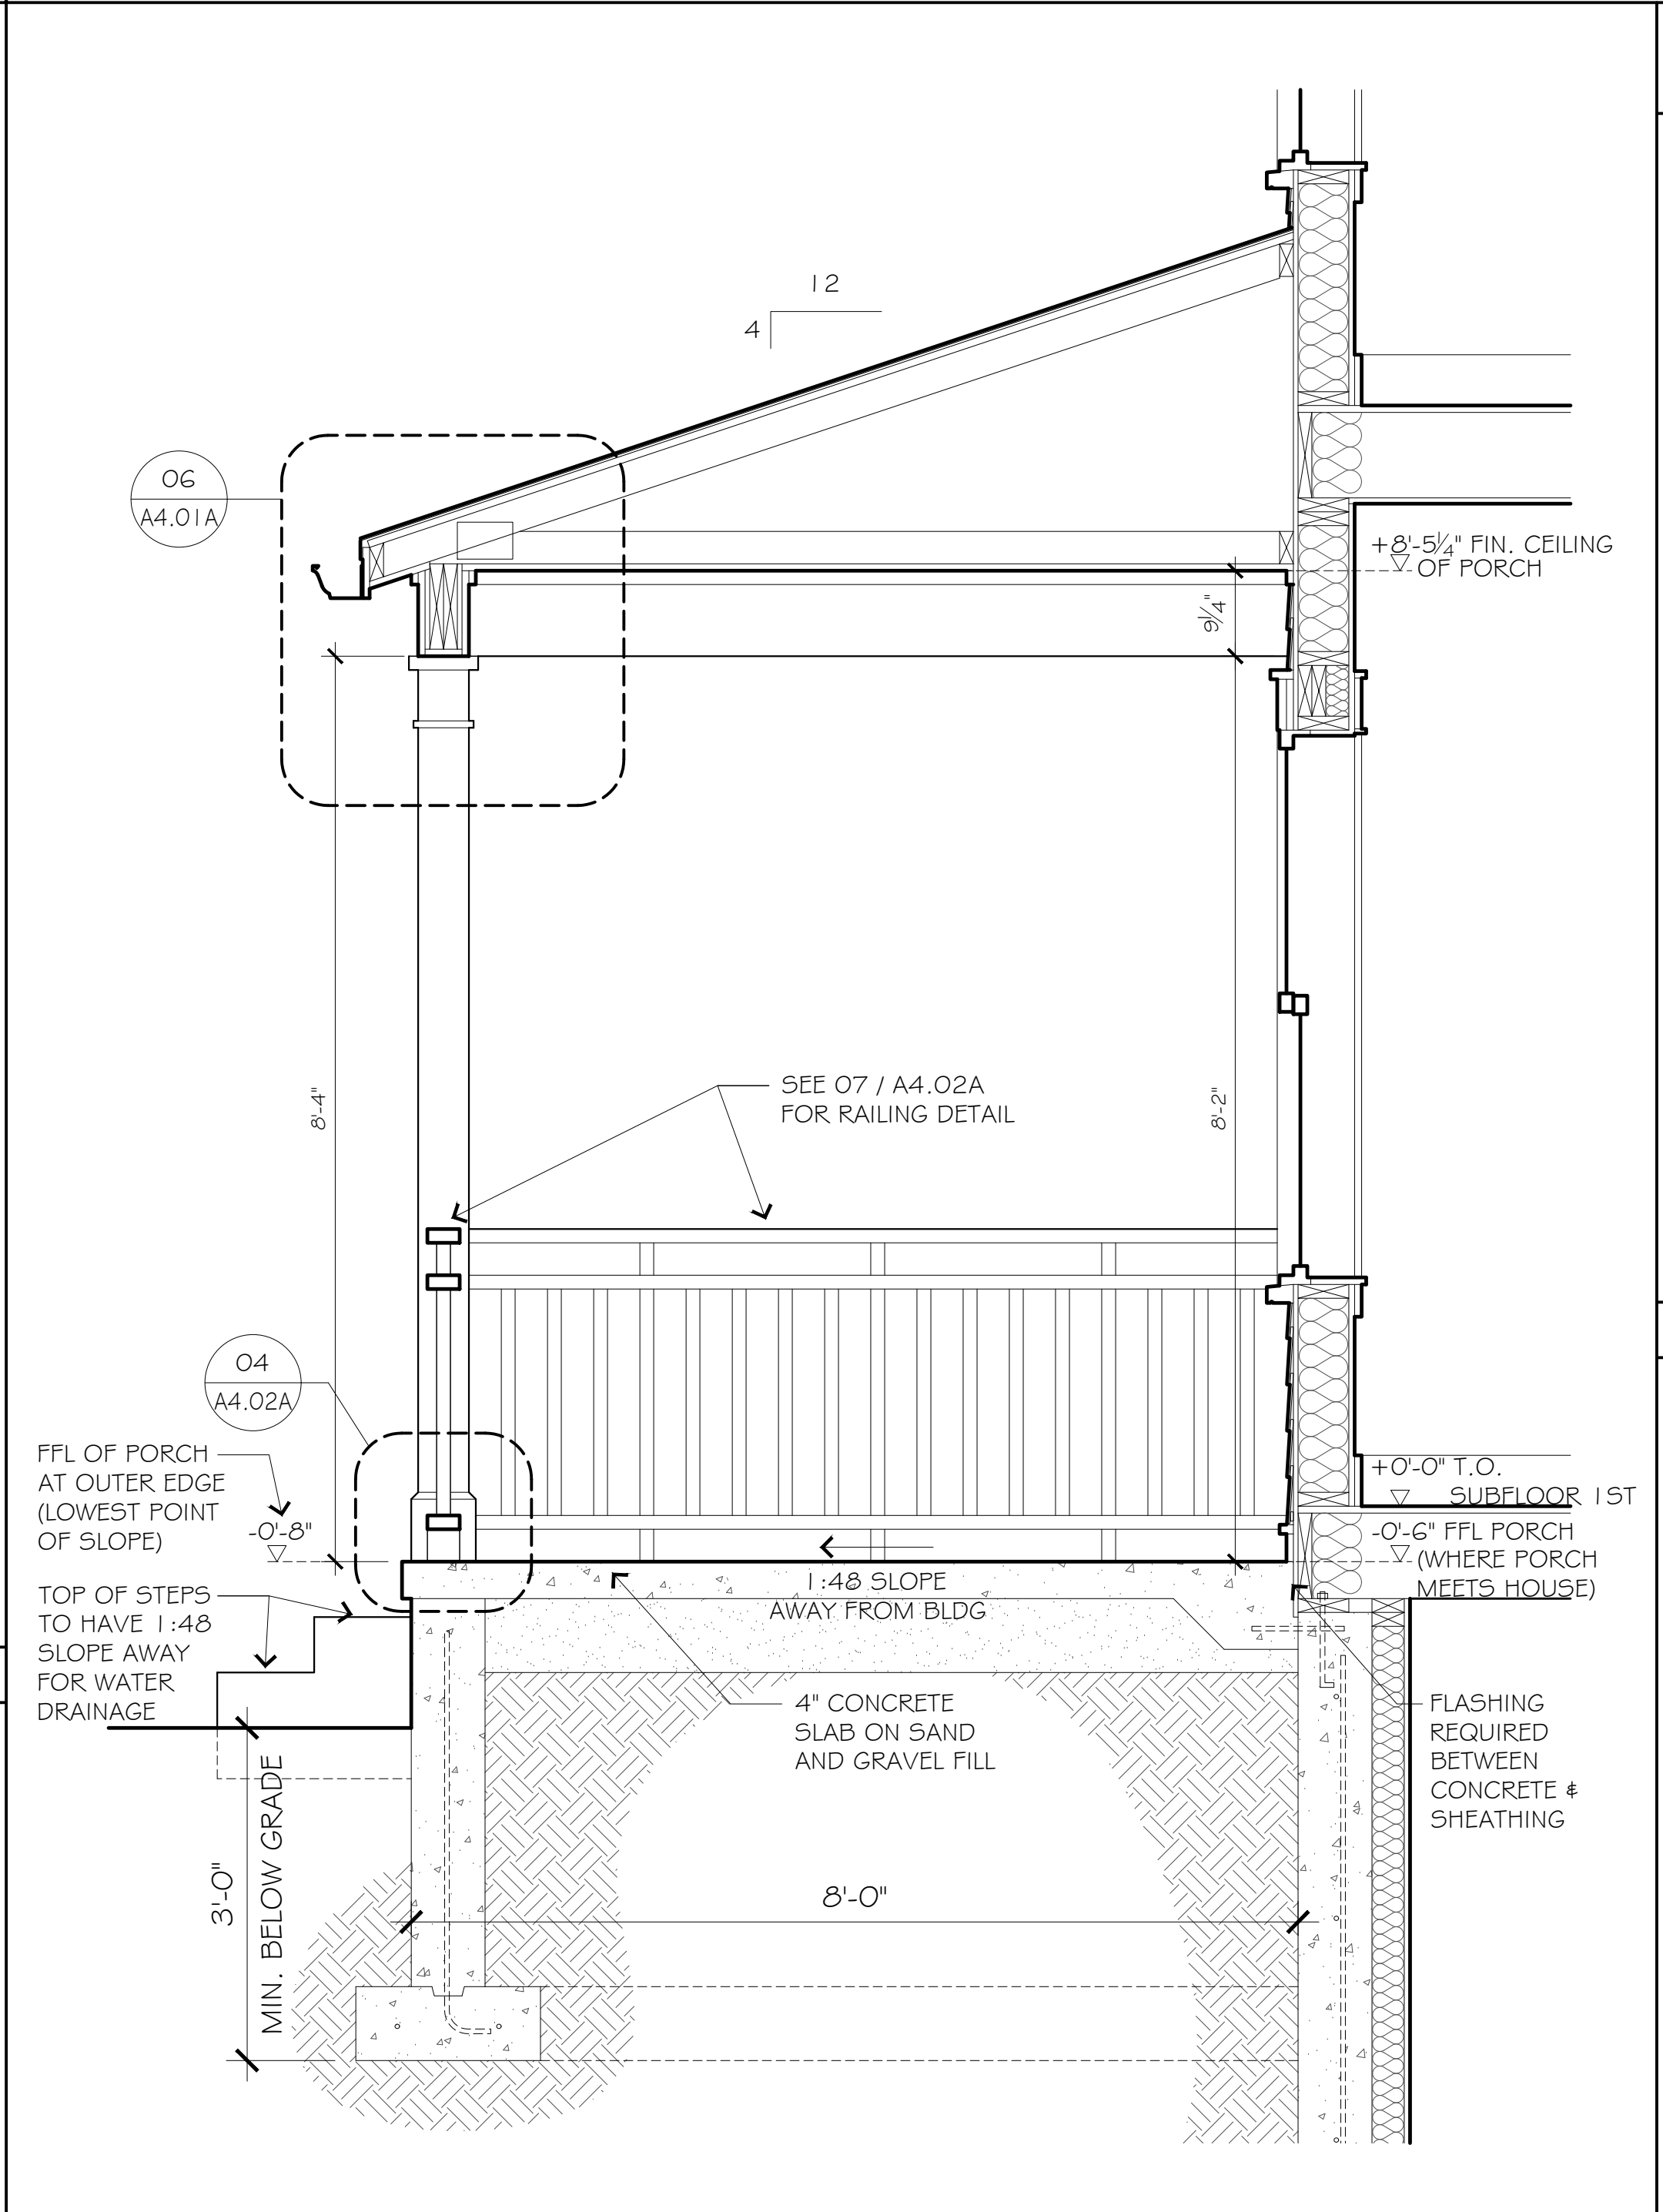 12
4
06
A4.01A
+8'-5¼" FIN. CEILING
OF PORCH
9¼"
8'-4"
8'-2"
SEE 07 / A4.02A
FOR RAILING DETAIL
04
A4.02A
FFL OF PORCH
AT OUTER EDGE
(LOWEST POINT
OF SLOPE)
-0'-8"
+0'-0" T.O.
SUBFLOOR 1ST
-0'-6" FFL PORCH
(WHERE PORCH
MEETS HOUSE)
1:48 SLOPE
AWAY FROM BLDG
TOP OF STEPS
TO HAVE 1:48
SLOPE AWAY
FOR WATER
DRAINAGE
4" CONCRETE
SLAB ON SAND
AND GRAVEL FILL
FLASHING
REQUIRED
BETWEEN
CONCRETE &
SHEATHING
3'-0"
MIN. BELOW GRADE
8'-0"